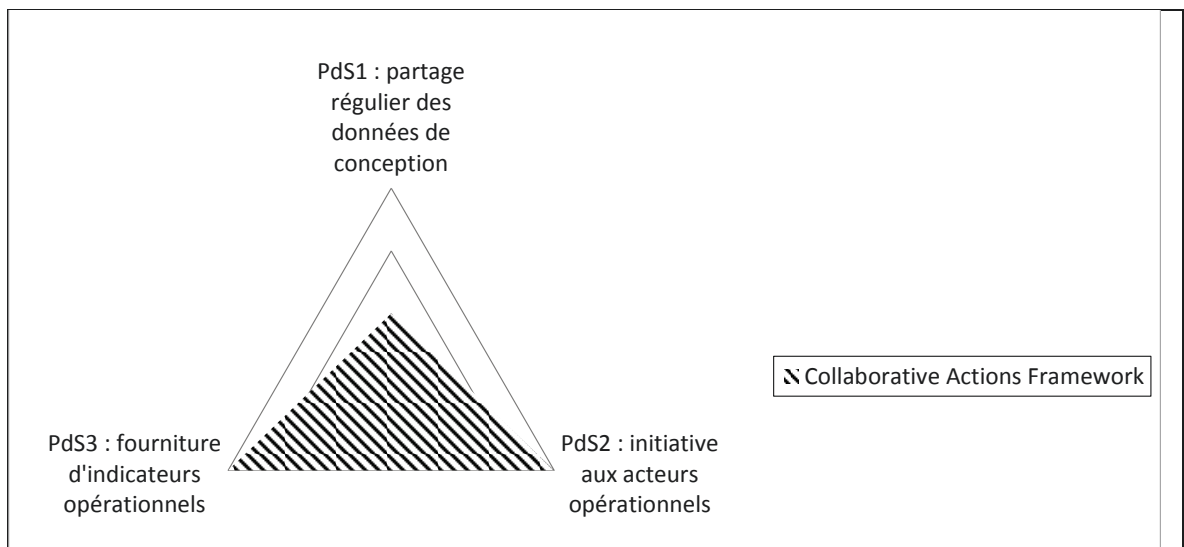 PdS1 : partage
régulier des
données de
conception
PdS3 : fourniture
d'indicateurs
opérationnels
PdS2 : initiative
aux acteurs
opérationnels
Collaborative Actions Framework